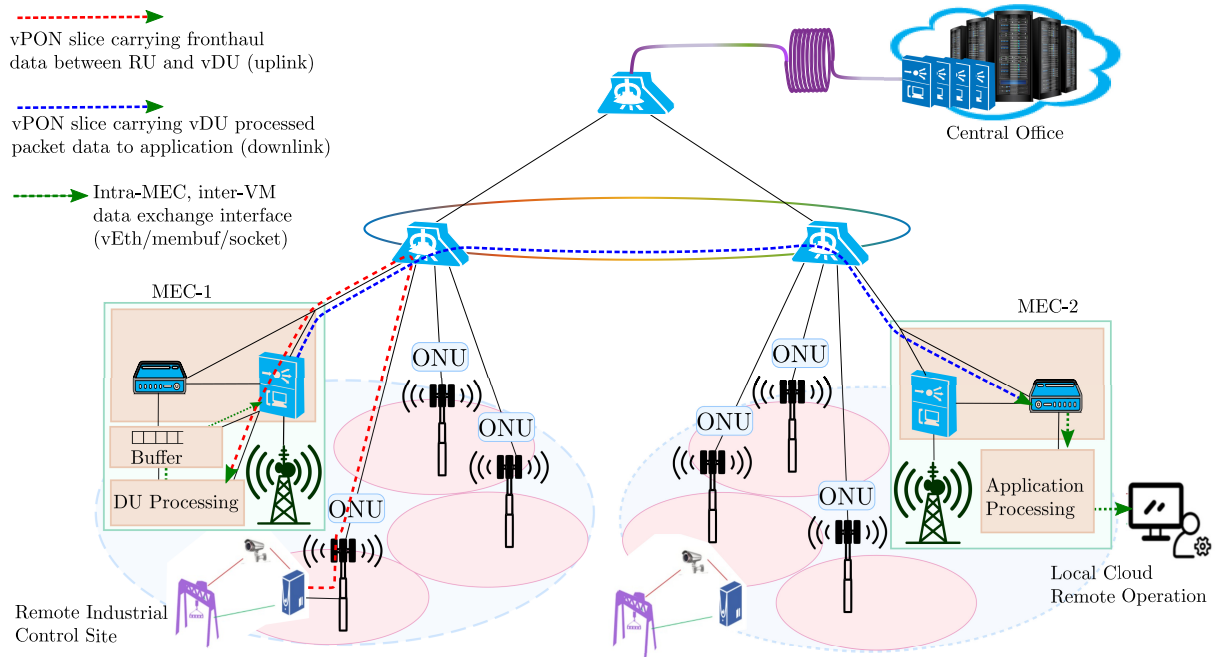 vPON slice carrying fronthaul
data between RU and vDU (uplink)
vPON slice carrying vDU processed
packet data to application (downlink)
Intra-MEC, inter-VM
data exchange interface
(vEth/membuf/socket)
Central Office
MEC-1
MEC-2
ONU
ONU
ONU
ONU
ONU
ONU
Buffer
DU Processing
Application
Processing
Remote Industrial
Control Site
Local Cloud
Remote Operation